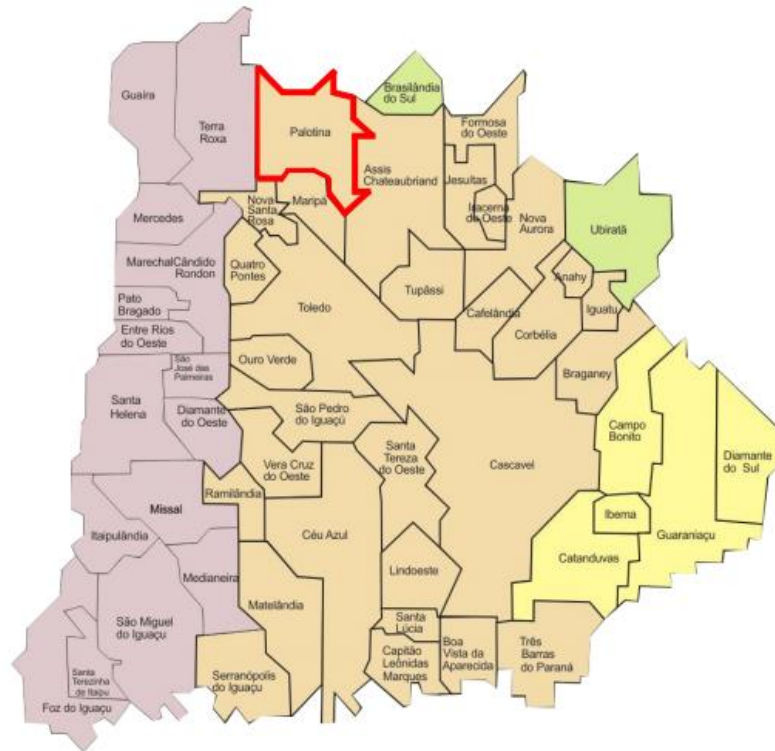 Guaíra
Terra
Roxa
Palotina
Brasilândia
do Sul
Formosa
do Oeste
Assis
Chateaubriand
Jesuítas
Iracema
do Oeste
Nova
Aurora
Ubiratã
Mercedes
Nova
Santa
Rosa
Maripá
Marechal Cândido
Rondon
Quatro
Pontes
Toledo
Tupãssi
Cafelândia
Anahy
Iguatu
Corbélia
Pato
Bragado
Entre Rios
do Oeste
Ouro Verde
Braganey
São
José das
Palmeiras
Santa
Helena
Diamante
do Oeste
São Pedro
do Iguaçú
Campo
Bonito
Diamante
do Sul
Vera Cruz
do Oeste
Santa
Tereza
do Oeste
Cascavel
Ramilândia
Missal
Itaipulândia
Céu Azul
Ibema
Guaraniaçu
Catanduvas
Medianeira
Lindoeste
Matelândia
São Miguel
do Iguaçu
Santa
Lúcia
Capitão
Leônidas
Marques
Boa
Vista da
Aparecida
Três
Barras
do Paraná
Serranópolis
do Iguaçu
Santa
Terezinha
de Itaipu
Foz do Iguaçu